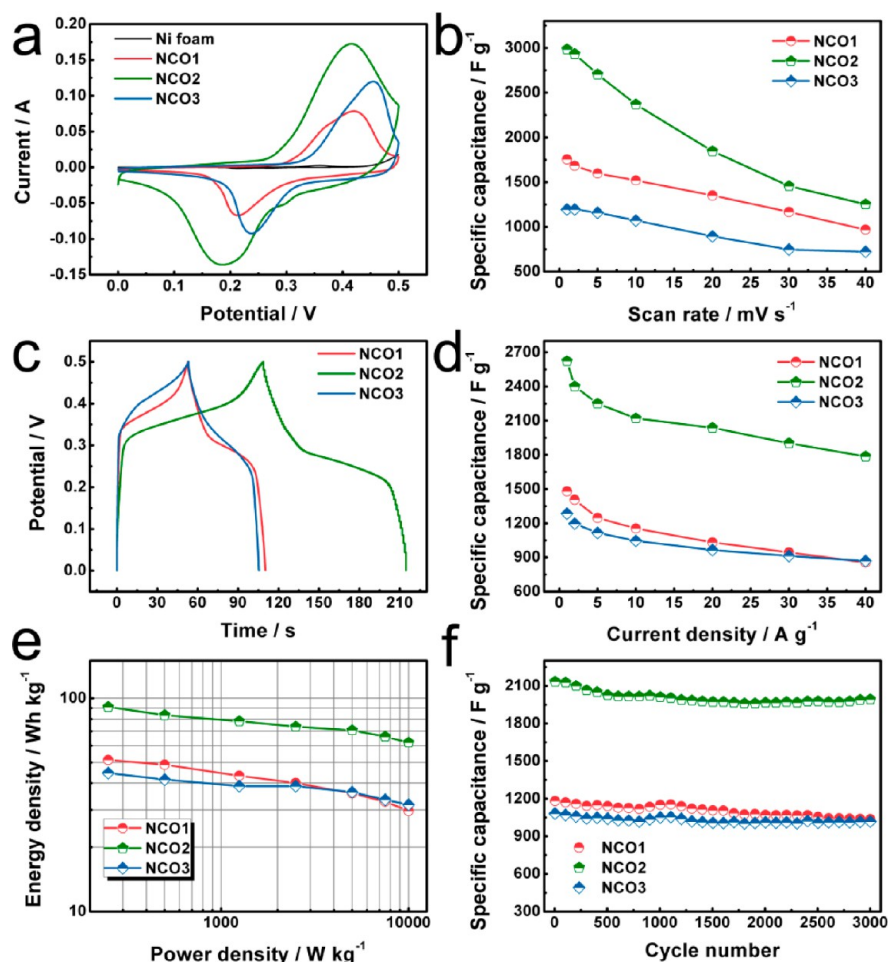 a
Ni foam
NCO1
NCO2
NCO3
0.20
0.15
0.10
0.05
0.00
-0.05
-0.10
-0.15
Current / A
0.0
0.1
0.2
0.3
0.4
0.5
Potential / V
b
NCO1
NCO2
NCO3
3000
2500
2000
1500
1000
500
Specific capacitance / F g⁻¹
0
5
10
15
20
25
30
35
40
Scan rate / mV s⁻¹
c
NCO1
NCO2
NCO3
0.5
0.4
0.3
0.2
0.1
0.0
Potential / V
0
30
60
90
120
150
180
210
Time / s
d
NCO1
NCO2
NCO3
2700
2400
2100
1800
1500
1200
900
600
Specific capacitance / F g⁻¹
0
5
10
15
20
25
30
35
40
Current density / A g⁻¹
e
100
10
Energy density / Wh kg⁻¹
NCO1
NCO2
NCO3
1000
10000
Power density / W kg⁻¹
f
2100
1800
1500
1200
900
600
300
Specific capacitance / F g⁻¹
NCO1
NCO2
NCO3
0
500
1000
1500
2000
2500
3000
Cycle number